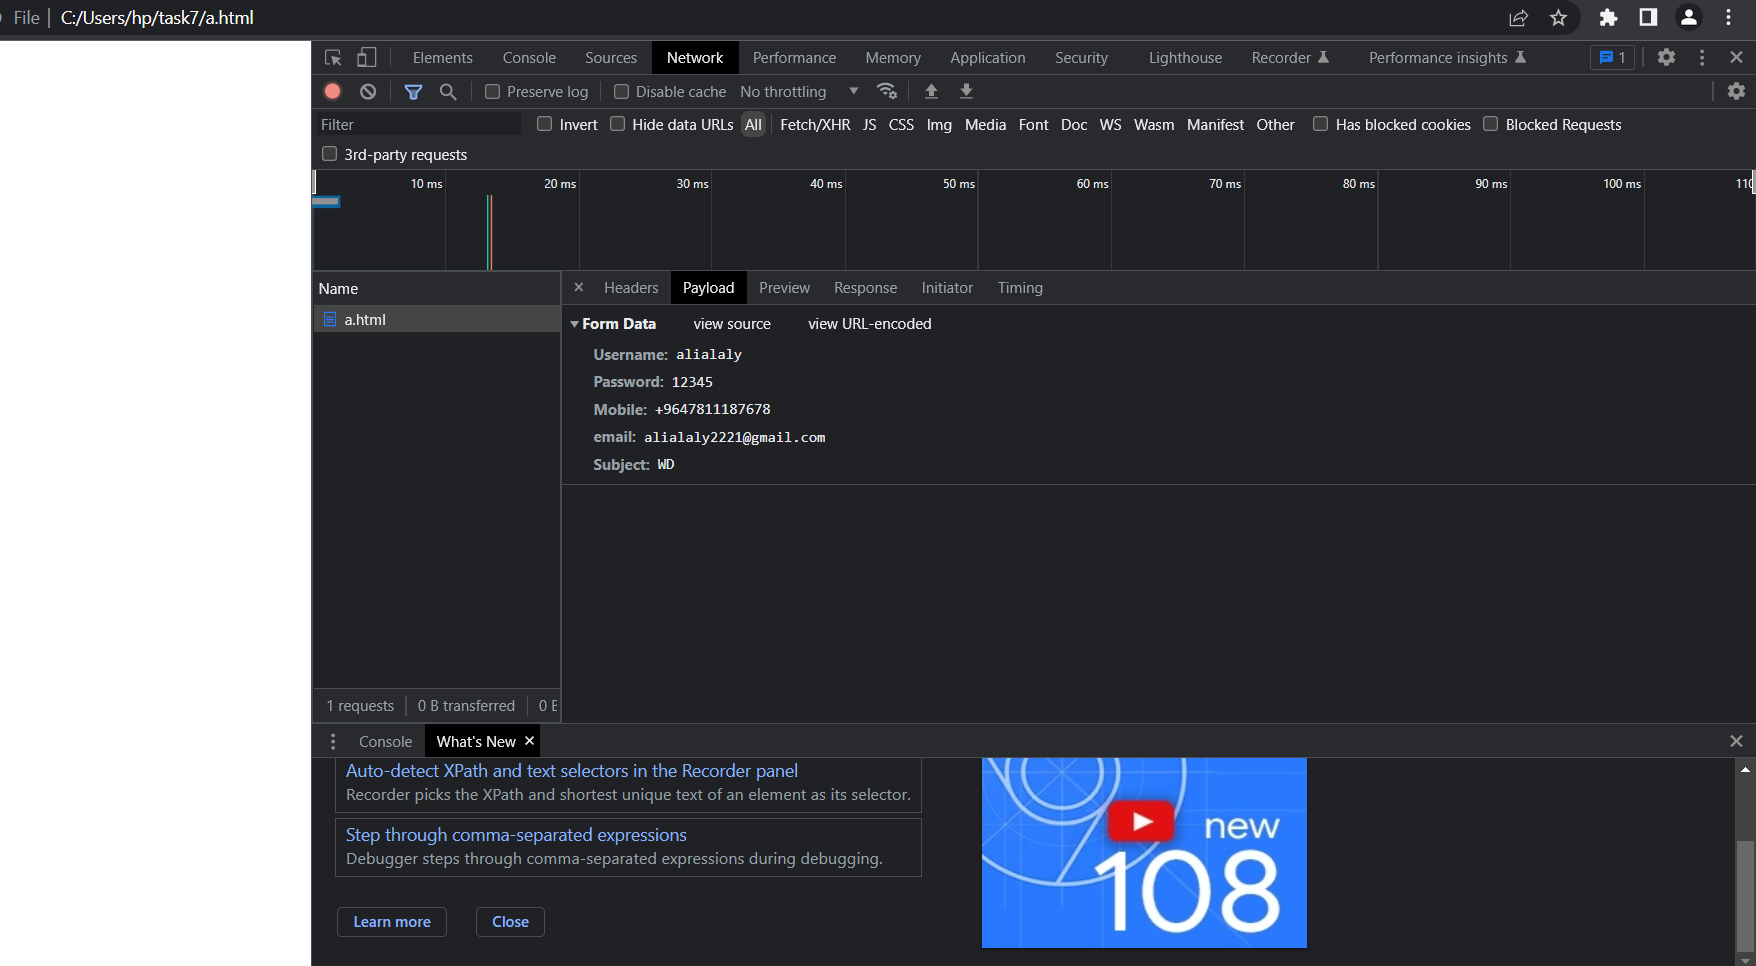 File | C:/Users/hp/task7/a.html
Elements Console Sources Network Performance Memory Application Security Lighthouse Recorder Performance insights 1
Preserve log Disable cache No throttling
Filter Invert Hide data URLs All Fetch/XHR JS CSS Img Media Font Doc WS Wasm Manifest Other Has blocked cookies Blocked Requests
3rd-party requests
10 ms 20 ms 30 ms 40 ms 50 ms 60 ms 70 ms 80 ms 90 ms 100 ms 110
Name
a.html
1 requests 0 B transferred 0 B
Headers Payload Preview Response Initiator Timing
Form Data view source view URL-encoded
Username: alialaly
Password: 12345
Mobile: +9647811187678
email: alialaly2221@gmail.com
Subject: WD
Console What's New
Auto-detect XPath and text selectors in the Recorder panel
Recorder picks the XPath and shortest unique text of an element as its selector.
Step through comma-separated expressions
Debugger steps through comma-separated expressions during debugging.
Learn more Close
new
108